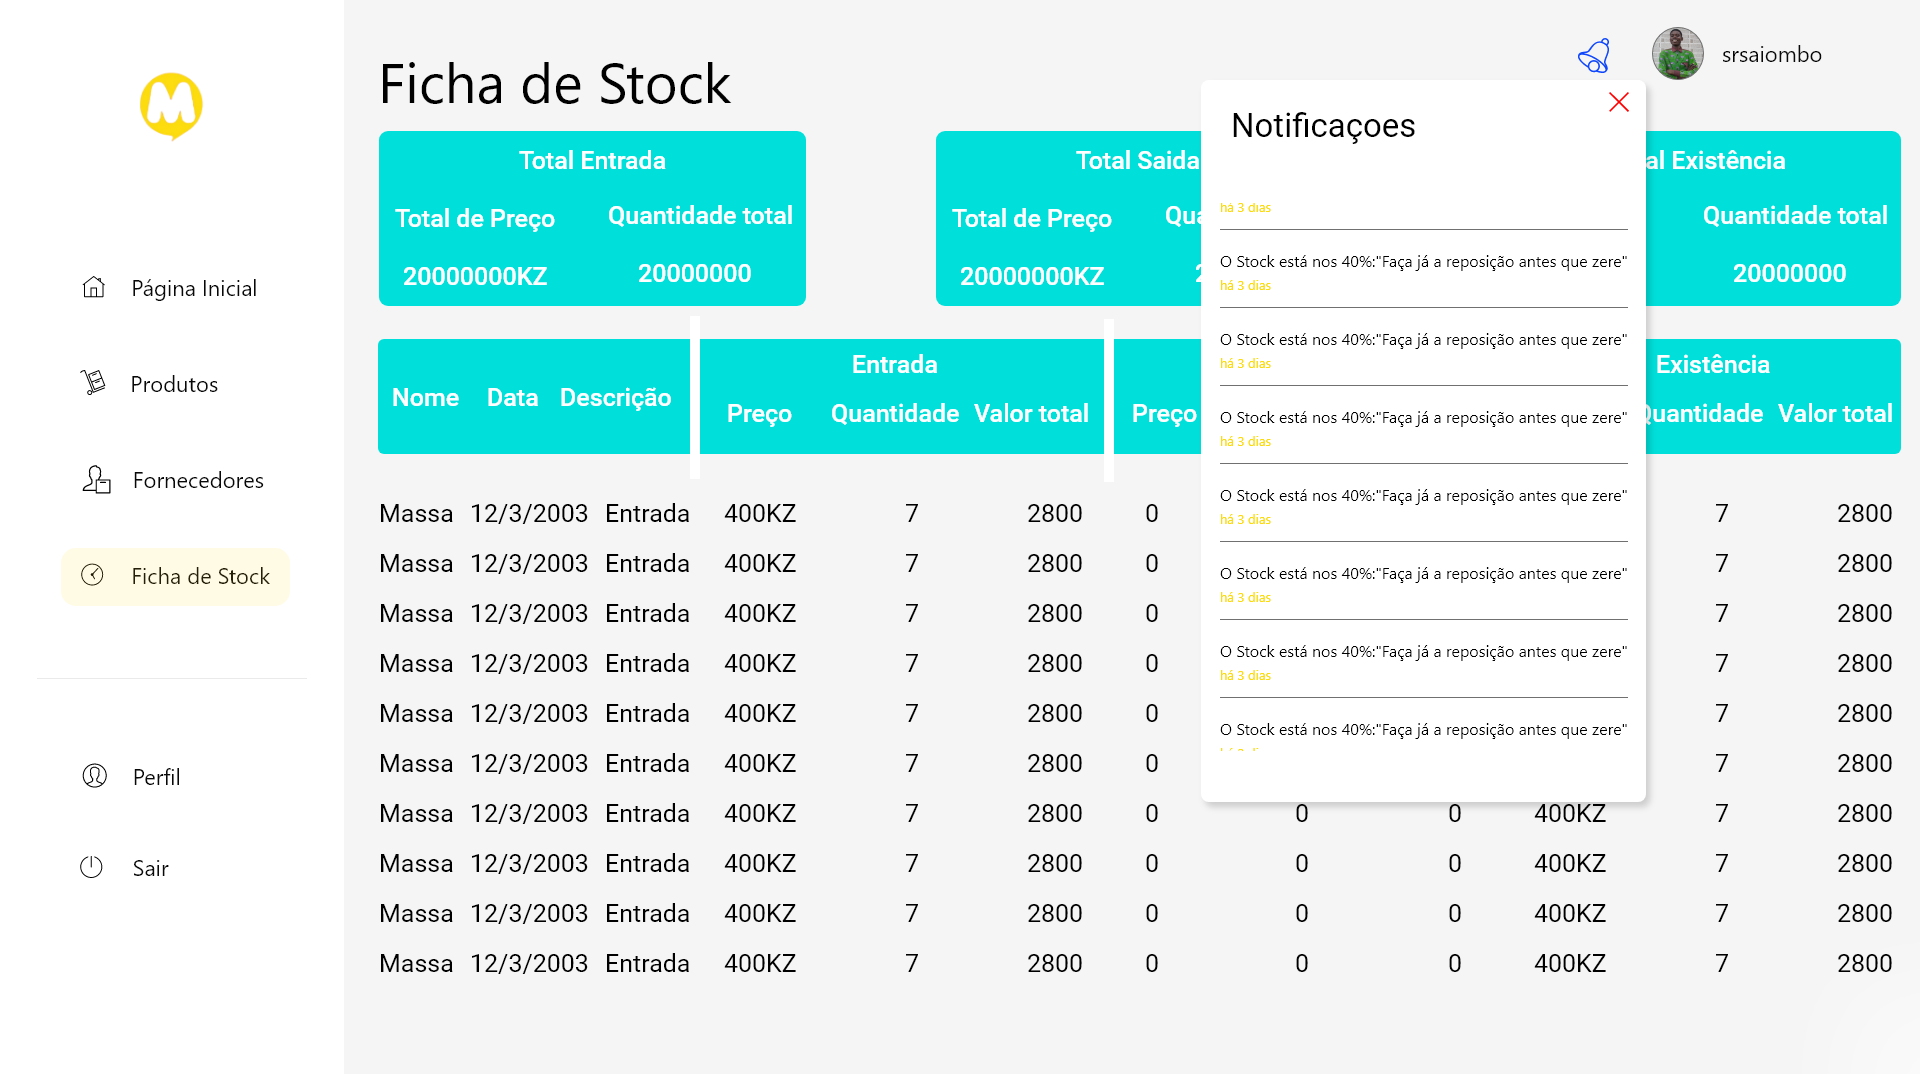 M
Página Inicial
Produtos
Fornecedores
Ficha de Stock
Perfil
Sair
Ficha de Stock
srsaiombo
Total Entrada
Total de Preço Quantidade total
20000000KZ 20000000
Total Saida
Total de Preço
20000000KZ
Existência
Quantidade total
20000000
Nome Data Descrição
Entrada
Preço Quantidade Valor total
Preço
Existência
Quantidade Valor total
Massa 12/3/2003 Entrada 400KZ 7 2800 0 7 2800
Massa 12/3/2003 Entrada 400KZ 7 2800 0 7 2800
Massa 12/3/2003 Entrada 400KZ 7 2800 0 7 2800
Massa 12/3/2003 Entrada 400KZ 7 2800 0 7 2800
Massa 12/3/2003 Entrada 400KZ 7 2800 0 7 2800
Massa 12/3/2003 Entrada 400KZ 7 2800 0 7 2800
Massa 12/3/2003 Entrada 400KZ 7 2800 0 0 0 400KZ 7 2800
Massa 12/3/2003 Entrada 400KZ 7 2800 0 0 0 400KZ 7 2800
Massa 12/3/2003 Entrada 400KZ 7 2800 0 0 0 400KZ 7 2800
Massa 12/3/2003 Entrada 400KZ 7 2800 0 0 0 400KZ 7 2800
Notificaçoes
há 3 dias
O Stock está nos 40%:"Faça já a reposição antes que zere"
há 3 dias
O Stock está nos 40%:"Faça já a reposição antes que zere"
há 3 dias
O Stock está nos 40%:"Faça já a reposição antes que zere"
há 3 dias
O Stock está nos 40%:"Faça já a reposição antes que zere"
há 3 dias
O Stock está nos 40%:"Faça já a reposição antes que zere"
há 3 dias
O Stock está nos 40%:"Faça já a reposição antes que zere"
há 3 dias
O Stock está nos 40%:"Faça já a reposição antes que zere"